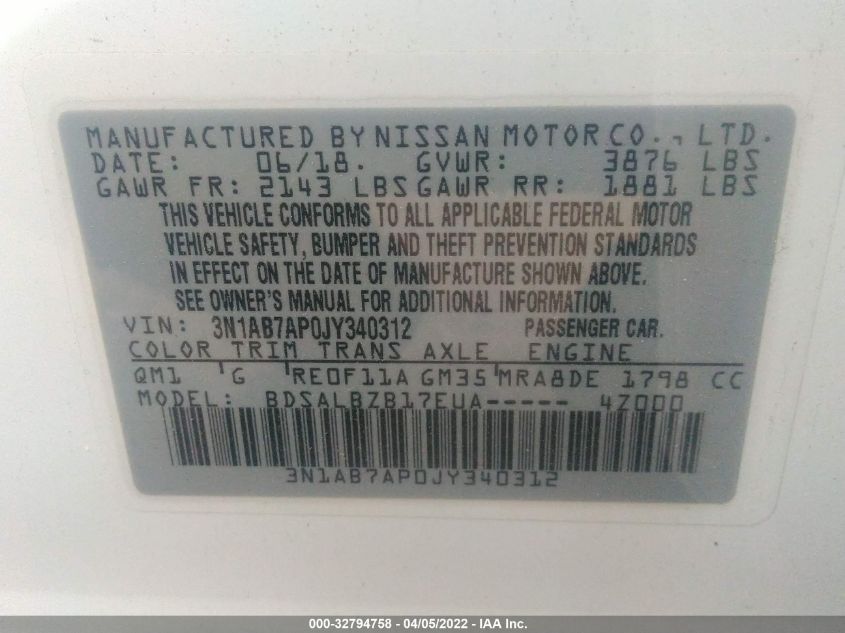 MANUFACTURED BY NISSAN MOTOR CO., LTD.
DATE: 06/18. GVWR: 3876 LBS
GAWR FR: 2143 LBS GAWR RR: 1881 LBS
THIS VEHICLE CONFORMS TO ALL APPLICABLE FEDERAL MOTOR
VEHICLE SAFETY, BUMPER AND THEFT PREVENTION STANDARDS
IN EFFECT ON THE DATE OF MANUFACTURE SHOWN ABOVE.
SEE OWNER'S MANUAL FOR ADDITIONAL INFORMATION.
VIN: 3N1AB7AP0JY340312 PASSENGER CAR.
COLOR TRIM TRANS AXLE ENGINE
QM1 ' G ' RE0F11A GM35 ' MRA8DE 1798 CC
MODEL: BDSALBZB17EUA----- 4Z000
3N1AB7AP0JY340312
000-32794758 - 04/05/2022 - IAA Inc.